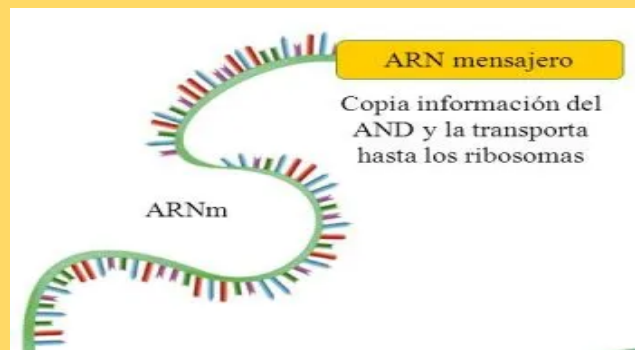 ARN mensajero
Copia información del
AND y la transporta
hasta los ribosomas
ARNm